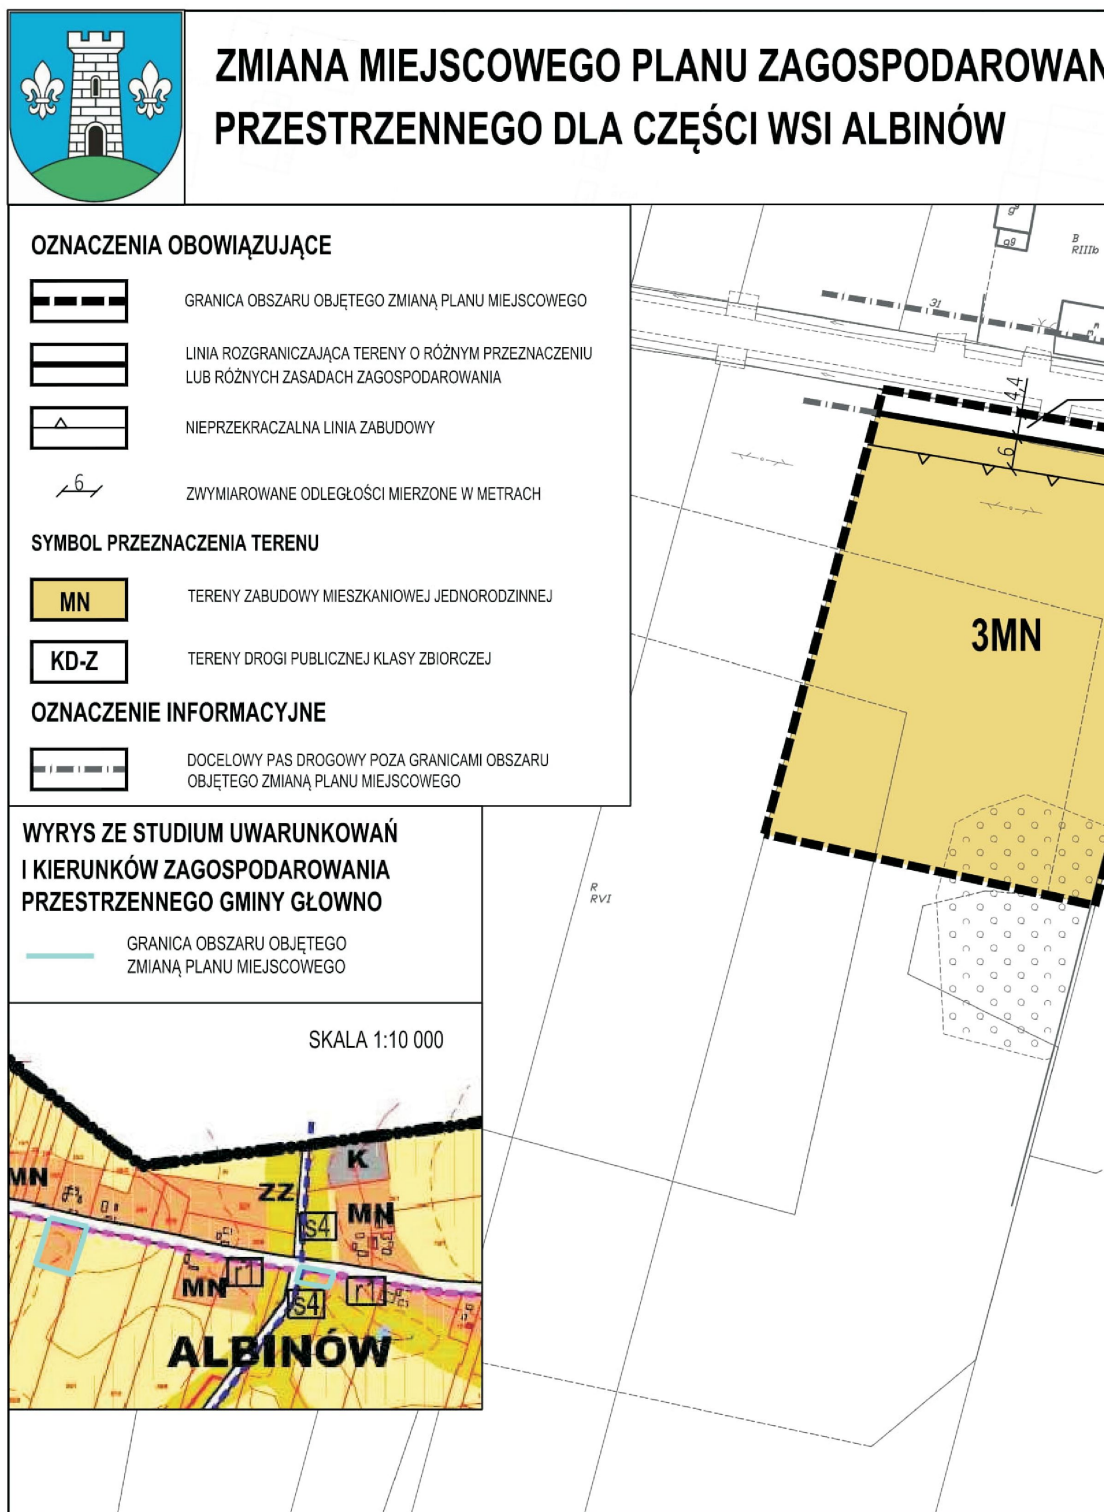 ZMIANA MIEJSCOWEGO PLANU ZAGOSPODAROWAN
PRZESTRZENNEGO DLA CZĘŚCI WSI ALBINÓW
OZNACZENIA OBOWIĄZUJĄCE
GRANICA OBSZARU OBJĘTEGO ZMIANĄ PLANU MIEJSCOWEGO
LINIA ROZGRANICZAJĄCA TERENY O RÓŻNYM PRZEZNACZENIU
LUB RÓŻNYCH ZASADACH ZAGOSPODAROWANIA
NIEPRZEKRACZALNA LINIA ZABUDOWY
6
ZWYMIAROWANE ODLEGŁOŚCI MIERZONE W METRACH
SYMBOL PRZEZNACZENIA TERENU
MN
TERENY ZABUDOWY MIESZKANIOWEJ JEDNORODZINNEJ
KD-Z
TERENY DROGI PUBLICZNEJ KLASY ZBIORCZEJ
OZNACZENIE INFORMACYJNE
DOCELOWY PAS DROGOWY POZA GRANICAMI OBSZARU
OBJĘTEGO ZMIANĄ PLANU MIEJSCOWEGO
WYRYS ZE STUDIUM UWARUNKOWAŃ
I KIERUNKÓW ZAGOSPODAROWANIA
PRZESTRZENNEGO GMINY GŁOWNO
GRANICA OBSZARU OBJĘTEGO
ZMIANĄ PLANU MIEJSCOWEGO
SKALA 1:10 000
K
MN
ZZ
s4
MN
r1
MN
s4
r1
ALBINÓW
g
ag
B
RIIIb
31
4,4
6
3MN
R
RVI